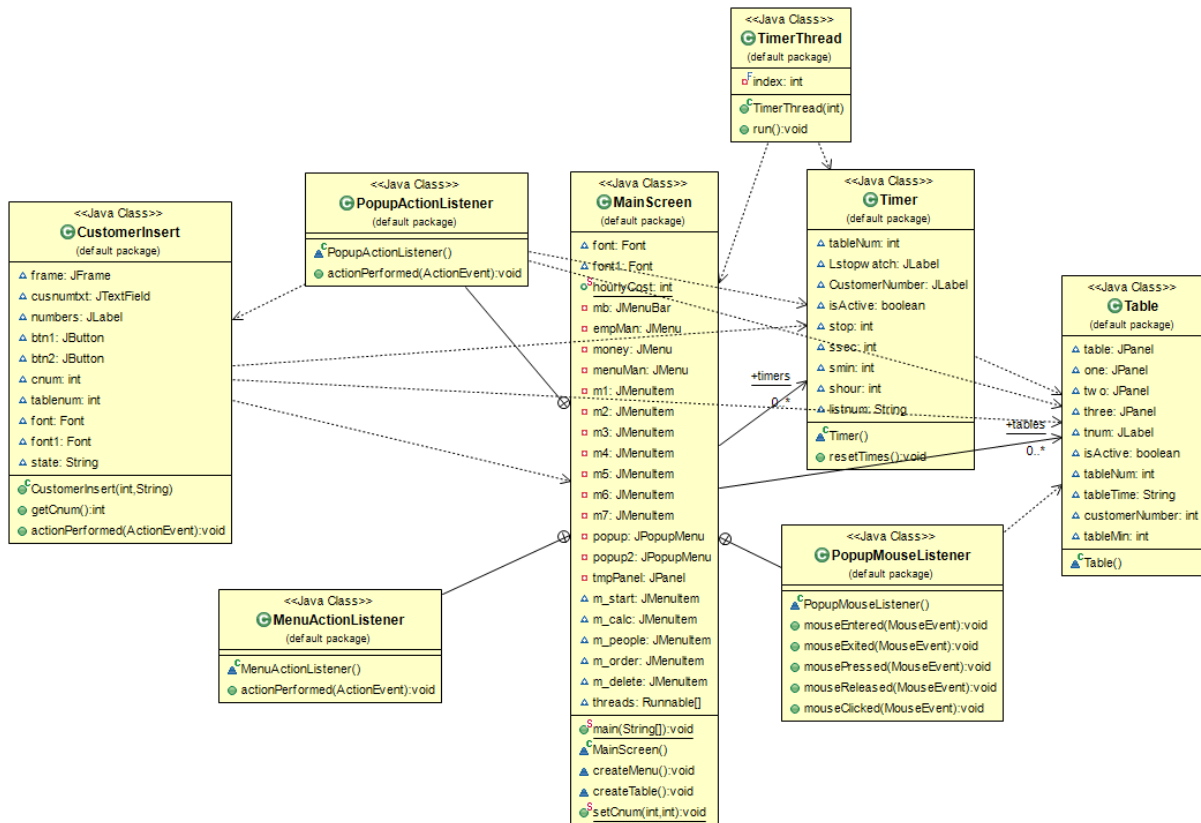 <<Java Class>>
TimerThread
(default package)
index: int
TimerThread(int)
run():void
<<Java Class>>
PopupActionListener
(default package)
PopupActionListener()
actionPerformed(ActionEvent):void
<<Java Class>>
CustomerInsert
(default package)
frame: JFrame
cusnumtxt: JTextField
numbers: JLabel
btn1: JButton
btn2: JButton
cnum: int
tablenum: int
font: Font
font1: Font
state: String
CustomerInsert(int,String)
getCnum():int
actionPerformed(ActionEvent):void
<<Java Class>>
MainScreen
(default package)
font: Font
font1: Font
hourlyCost: int
mb: JMenuBar
empMan: JMenu
money: JMenu
menuMan: JMenu
m1: JMenuItem
m2: JMenuItem
m3: JMenuItem
m4: JMenuItem
m5: JMenuItem
m6: JMenuItem
m7: JMenuItem
popup: JPopupMenu
popup2: JPopupMenu
tmpPanel: JPanel
m_start: JMenuItem
m_calc: JMenuItem
m_people: JMenuItem
m_order: JMenuItem
m_delete: JMenuItem
threads: Runnable[]
main(String[]):void
MainScreen()
createMenu():void
createTable():void
setCnum(int,int):void
<<Java Class>>
Timer
(default package)
tableNum: int
Lstopwatch: JLabel
CustomerNumber: JLabel
isActive: boolean
stop: int
ssec: int
smin: int
shour: int
listnum: String
Timer()
resetTimes():void
+timers
0..*
+tables
0..*
<<Java Class>>
Table
(default package)
table: JPanel
one: JPanel
two: JPanel
three: JPanel
tnum: JLabel
isActive: boolean
tableNum: int
tableTime: String
customerNumber: int
tableMin: int
Table()
<<Java Class>>
MenuActionListener
(default package)
MenuActionListener()
actionPerformed(ActionEvent):void
<<Java Class>>
PopupMouseListener
(default package)
PopupMouseListener()
mouseEntered(MouseEvent):void
mouseExited(MouseEvent):void
mousePressed(MouseEvent):void
mouseReleased(MouseEvent):void
mouseClicked(MouseEvent):void